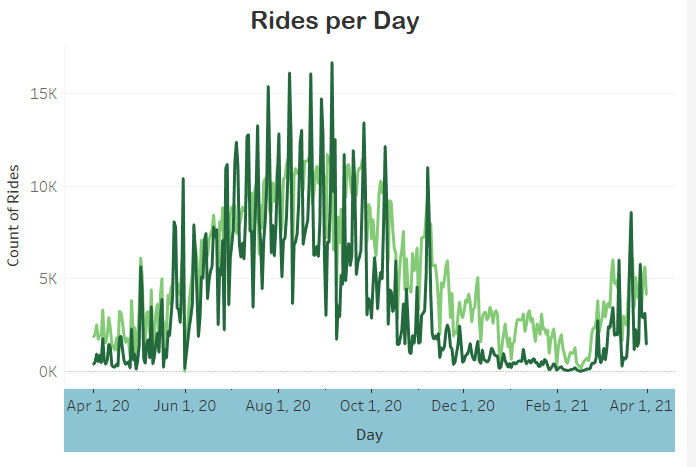 Rides per Day
Count of Rides
15K
10K
5K
0K
Apr 1, 20 Jun 1, 20 Aug 1, 20 Oct 1, 20 Dec 1, 20 Feb 1, 21 Apr 1, 21
Day